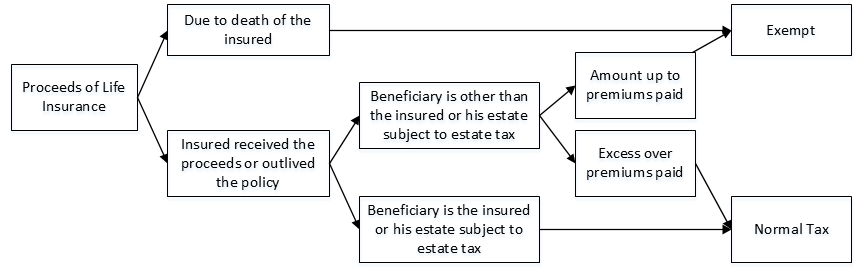 Due to death of the
insured
Exempt
Proceeds of Life
Insurance
Amount up to
premiums paid
Beneficiary is other than
the insured or his estate
subject to estate tax
Insured received the
proceeds or outlived
the policy
Excess over
premiums paid
Beneficiary is the insured
or his estate subject to
estate tax
Normal Tax